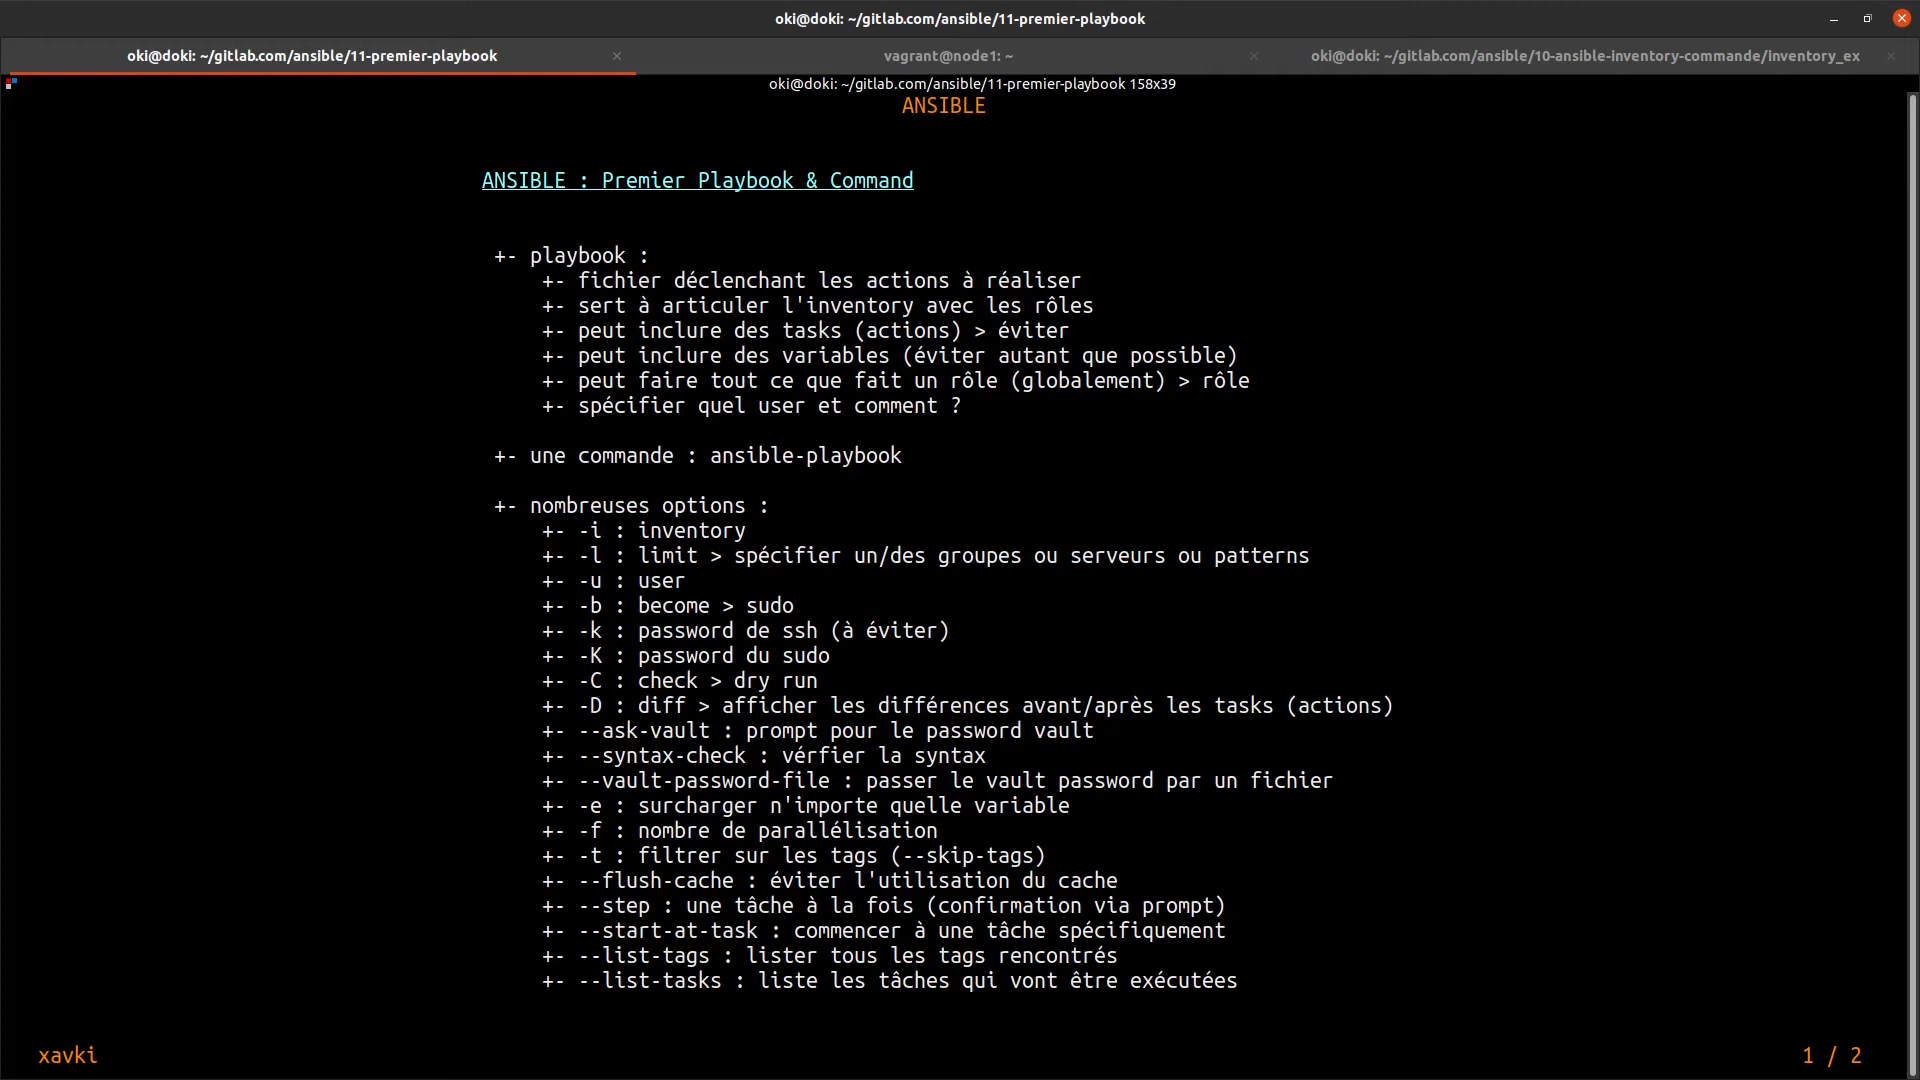 oki@doki: ~/gitlab.com/ansible/11-premier-playbook
oki@doki: ~/gitlab.com/ansible/11-premier-playbook
vagrant@node1: ~
oki@doki: ~/gitlab.com/ansible/10-ansible-inventory-commande/inventory_ex
oki@doki: ~/gitlab.com/ansible/11-premier-playbook 158x39
ANSIBLE
ANSIBLE : Premier Playbook & Command
+- playbook :
+- fichier déclenchant les actions à réaliser
+- sert à articuler l'inventory avec les rôles
+- peut inclure des tasks (actions) > éviter
+- peut inclure des variables (éviter autant que possible)
+- peut faire tout ce que fait un rôle (globalement) > rôle
+- spécifier quel user et comment ?
+- une commande : ansible-playbook
+- nombreuses options :
+- -i : inventory
+- -l : limit > spécifier un/des groupes ou serveurs ou patterns
+- -u : user
+- -b : become > sudo
+- -k : password de ssh (à éviter)
+- -K : password du sudo
+- -C : check > dry run
+- -D : diff > afficher les différences avant/après les tasks (actions)
+- --ask-vault : prompt pour le password vault
+- --syntax-check : vérfier la syntax
+- --vault-password-file : passer le vault password par un fichier
+- -e : surcharger n'importe quelle variable
+- -f : nombre de parallélisation
+- -t : filtrer sur les tags (--skip-tags)
+- --flush-cache : éviter l'utilisation du cache
+- --step : une tâche à la fois (confirmation via prompt)
+- --start-at-task : commencer à une tâche spécifiquement
+- --list-tags : lister tous les tags rencontrés
+- --list-tasks : liste les tâches qui vont être exécutées
xavki
1 / 2